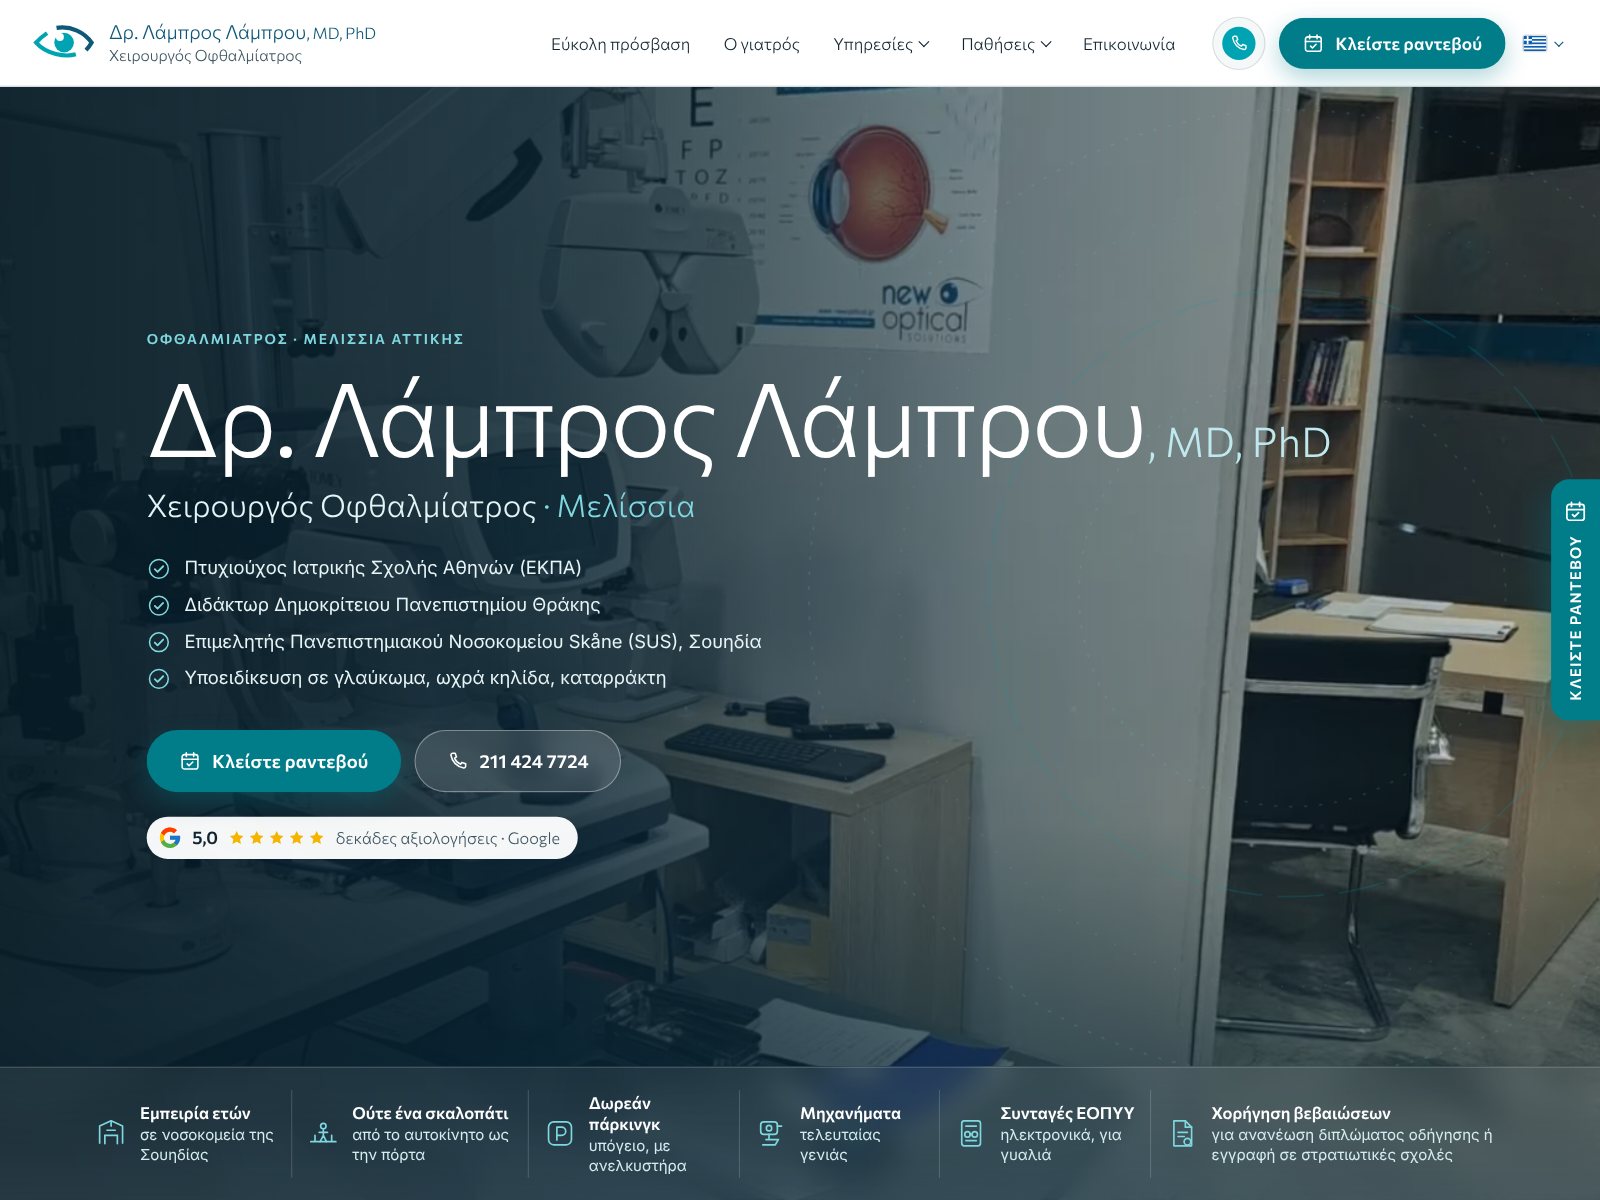 Δρ. Λάμπρος Λάμπρου, MD, PhD
Χειρουργός Οφθαλμίατρος
Εύκολη πρόσβαση
Ο γιατρός
Υπηρεσίες
Παθήσεις
Επικοινωνία
Κλείστε ραντεβού
E
F P
TOZ
new optical
SOLUTIONS
ΟΦΘΑΛΜΙΑΤΡΟΣ · ΜΕΛΙΣΣΙΑ ΑΤΤΙΚΗΣ
Δρ. Λάμπρος Λάμπρου, MD, PhD
Χειρουργός Οφθαλμίατρος · Μελίσσια
Πτυχιούχος Ιατρικής Σχολής Αθηνών (ΕΚΠΑ)
Διδάκτωρ Δημοκρίτειου Πανεπιστημίου Θράκης
Επιμελητής Πανεπιστημιακού Νοσοκομείου Skåne (SUS), Σουηδία
Υποειδίκευση σε γλαύκωμα, ωχρά κηλίδα, καταρράκτη
Κλείστε ραντεβού
211 424 7724
5,0 ★★★★★ δεκάδες αξιολογήσεις · Google
ΚΛΕΙΣΤΕ ΡΑΝΤΕΒΟΥ
Εμπειρία ετών
σε νοσοκομεία της
Σουηδίας
Ούτε ένα σκαλοπάτι
από το αυτοκίνητο ως
την πόρτα
Δωρεάν
πάρκινγκ
υπόγειο, με
ανελκυστήρα
Μηχανήματα
τελευταίας
γενιάς
Συνταγές ΕΟΠΥΥ
ηλεκτρονικά, για
γυαλιά
Χορήγηση βεβαιώσεων
για ανανέωση διπλώματος οδήγησης ή
εγγραφή σε στρατιωτικές σχολές